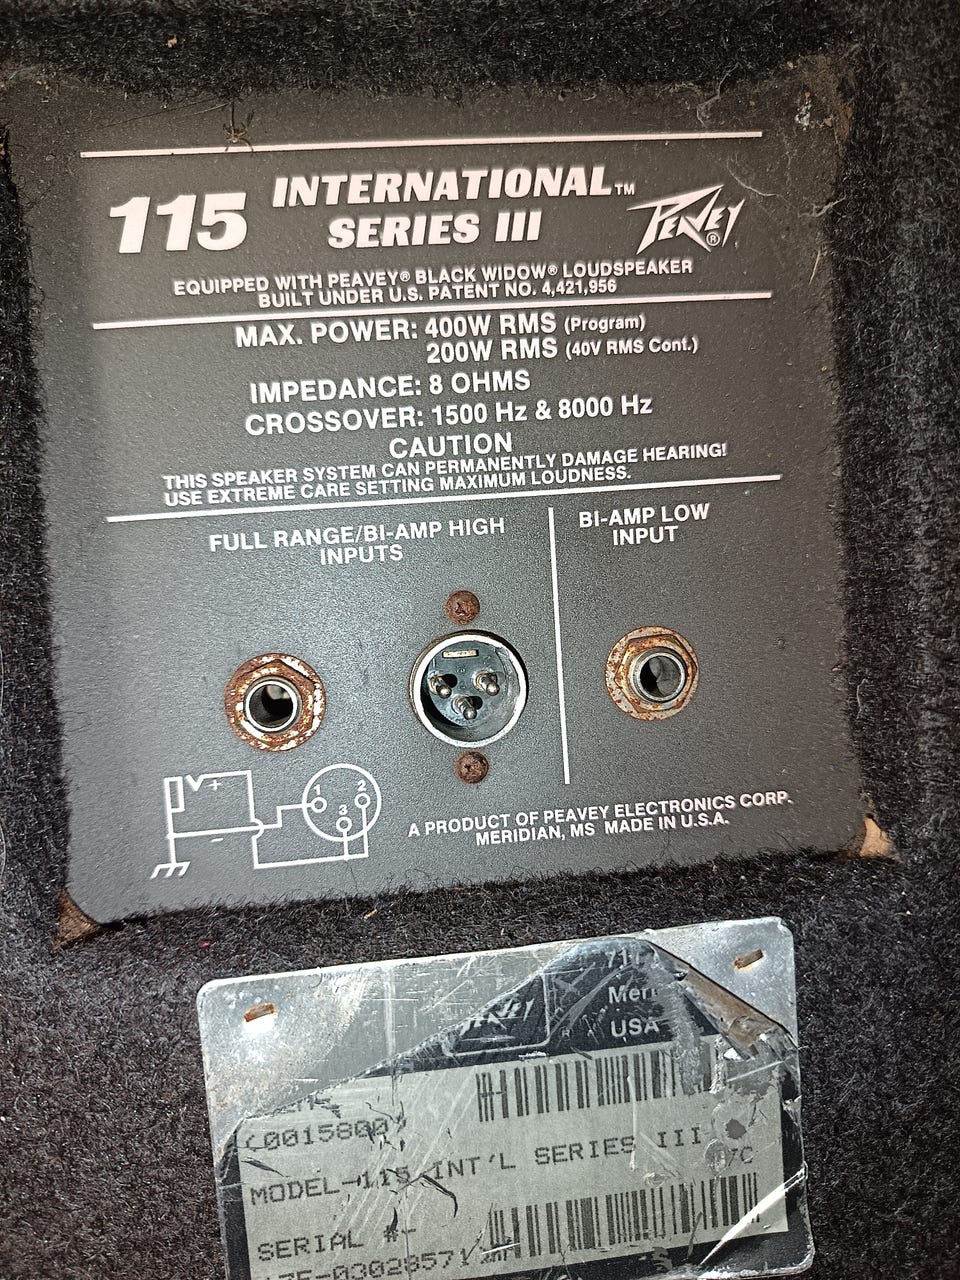 115 INTERNATIONAL™
SERIES III
PEAVEY®
EQUIPPED WITH PEAVEY® BLACK WIDOW® LOUDSPEAKER
BUILT UNDER U.S. PATENT NO. 4,421,956
MAX. POWER: 400W RMS (Program)
200W RMS (40V RMS Cont.)
IMPEDANCE: 8 OHMS
CROSSOVER: 1500 Hz & 8000 Hz
CAUTION
THIS SPEAKER SYSTEM CAN PERMANENTLY DAMAGE HEARING!
USE EXTREME CARE SETTING MAXIMUM LOUDNESS.
FULL RANGE/BI-AMP HIGH
INPUTS
BI-AMP LOW
INPUT
+
-
1 2
3
A PRODUCT OF PEAVEY ELECTRONICS CORP.
MERIDIAN, MS MADE IN U.S.A.
PEAVEY
USA
MODEL-115 INT'L SERIES III
SERIAL #-